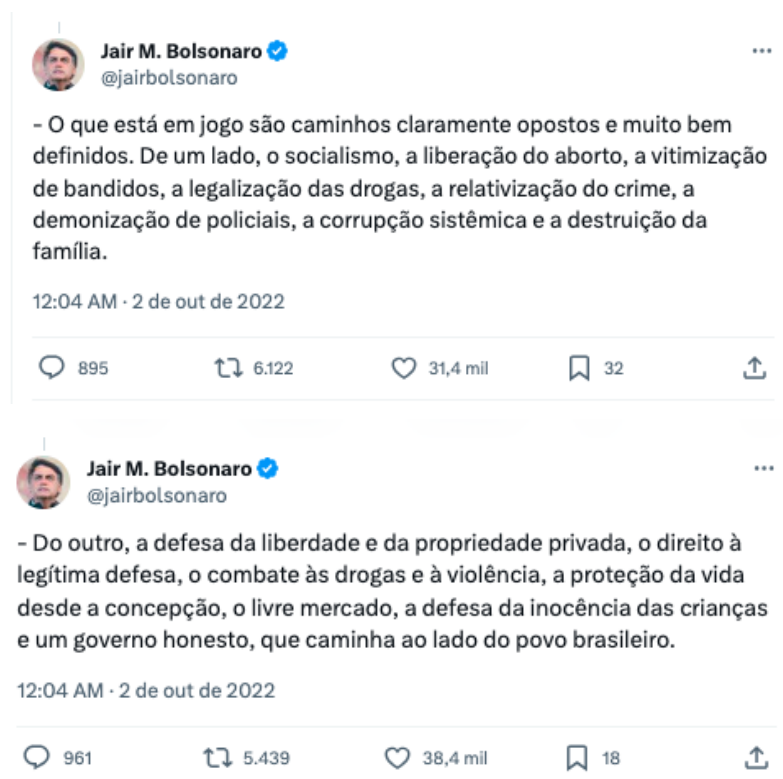 Jair M. Bolsonaro
@jairbolsonaro
- O que está em jogo são caminhos claramente opostos e muito bem
definidos. De um lado, o socialismo, a liberação do aborto, a vitimização
de bandidos, a legalização das drogas, a relativização do crime, a
demonização de policiais, a corrupção sistêmica e a destruição da
família.
12:04 AM · 2 de out de 2022
895 6.122 31,4 mil 32
Jair M. Bolsonaro
@jairbolsonaro
- Do outro, a defesa da liberdade e da propriedade privada, o direito à
legítima defesa, o combate às drogas e à violência, a proteção da vida
desde a concepção, o livre mercado, a defesa da inocência das crianças
e um governo honesto, que caminha ao lado do povo brasileiro.
12:04 AM · 2 de out de 2022
961 5.439 38,4 mil 18